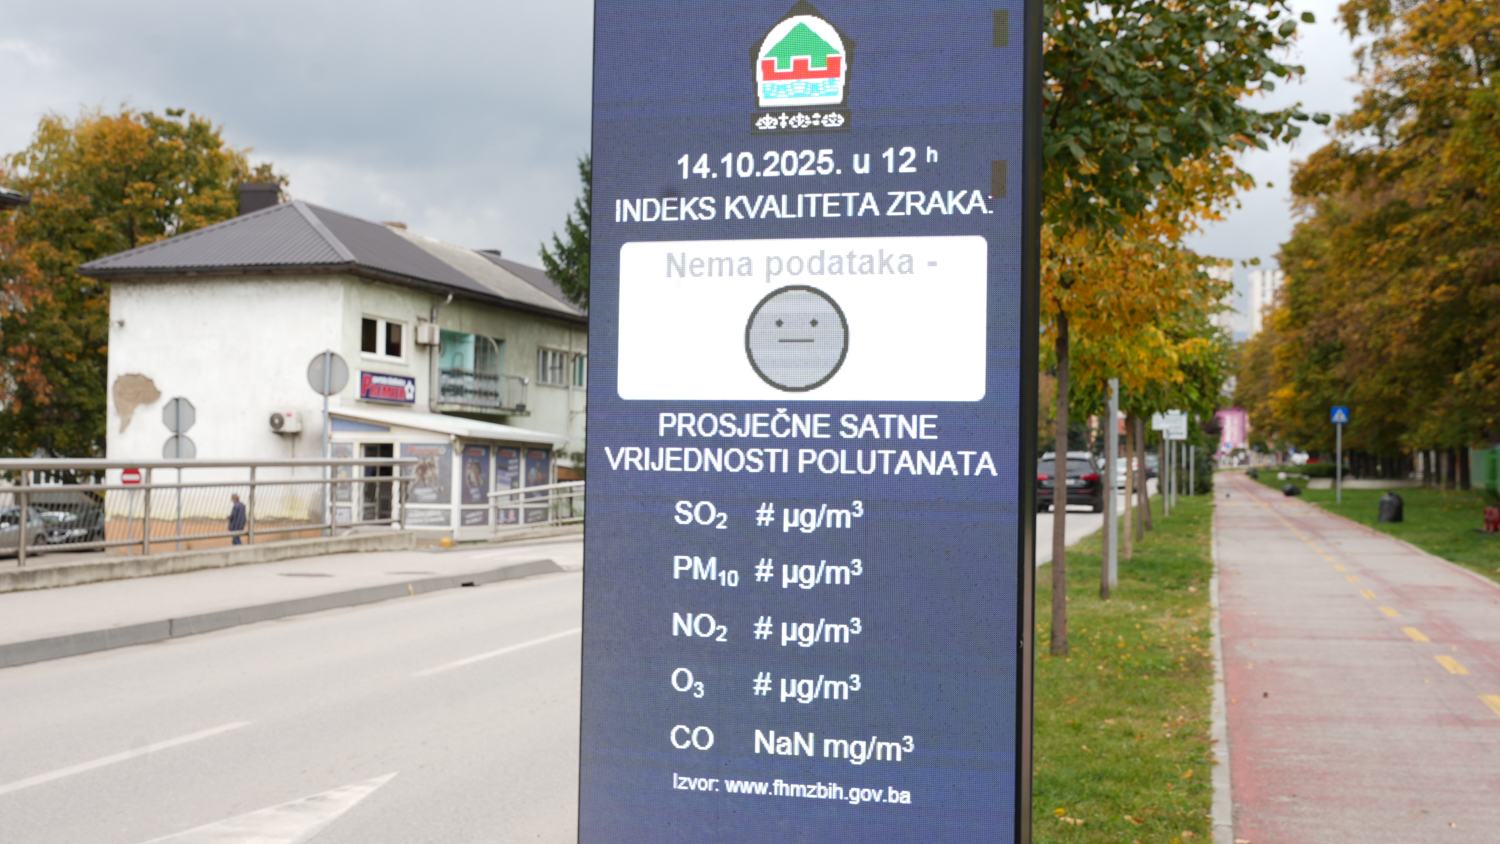 14.10.2025. u 12 h
INDEKS KVALITETA ZRAKA:
Nema podataka -
PROSJEČNE SATNE
VRIJEDNOSTI POLUTANATA
SO₂ # µg/m³
PM₁₀ # µg/m³
NO₂ # µg/m³
O₃ # µg/m³
CO NaN mg/m³
Izvor: www.fhmzbih.gov.ba